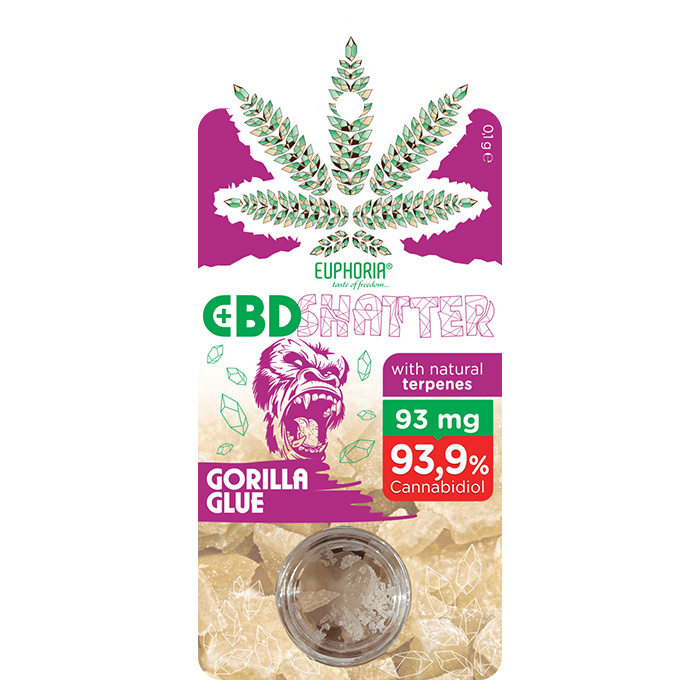 0,1g℮
EUPHORIA®
taste of freedom...
CBD SHATTER
with natural
terpenes
93 mg
93,9%
Cannabidiol
GORILLA
GLUE